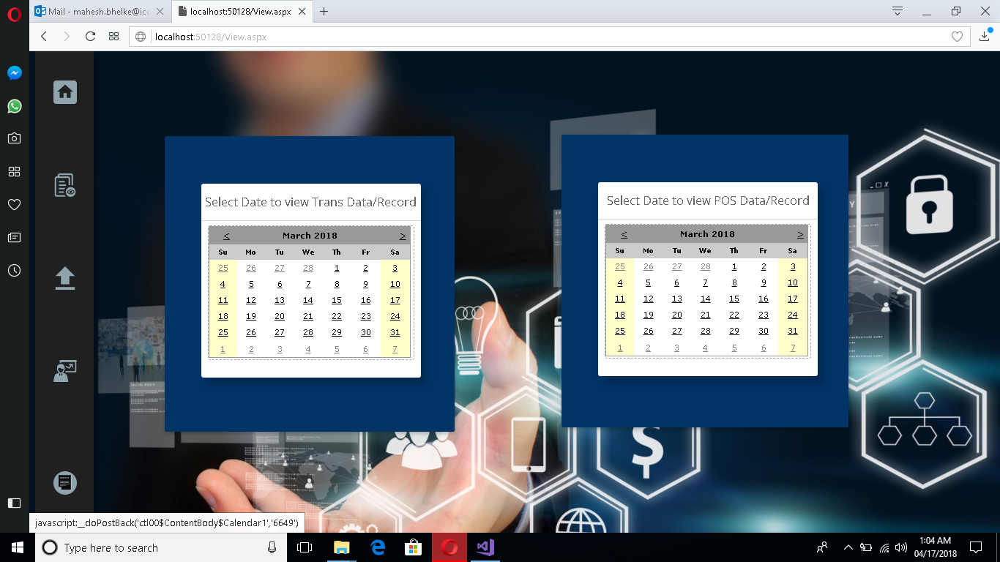 Mail - mahesh.bhelke@icc
localhost:50128/View.aspx
localhost:50128/View.aspx
Select Date to view Trans Data/Record
< March 2018 >
Su Mo Tu We Th Fr Sa
25 26 27 28 1 2 3
4 5 6 7 8 9 10
11 12 13 14 15 16 17
18 19 20 21 22 23 24
25 26 27 28 29 30 31
1 2 3 4 5 6 7
Select Date to view POS Data/Record
< March 2018 >
Su Mo Tu We Th Fr Sa
25 26 27 28 1 2 3
4 5 6 7 8 9 10
11 12 13 14 15 16 17
18 19 20 21 22 23 24
25 26 27 28 29 30 31
1 2 3 4 5 6 7
SOCIAL MEDIA
$
javascript:__doPostBack('ctl00$ContentBody$Calendar1','6649')
Type here to search
1:04 AM
04/17/2018